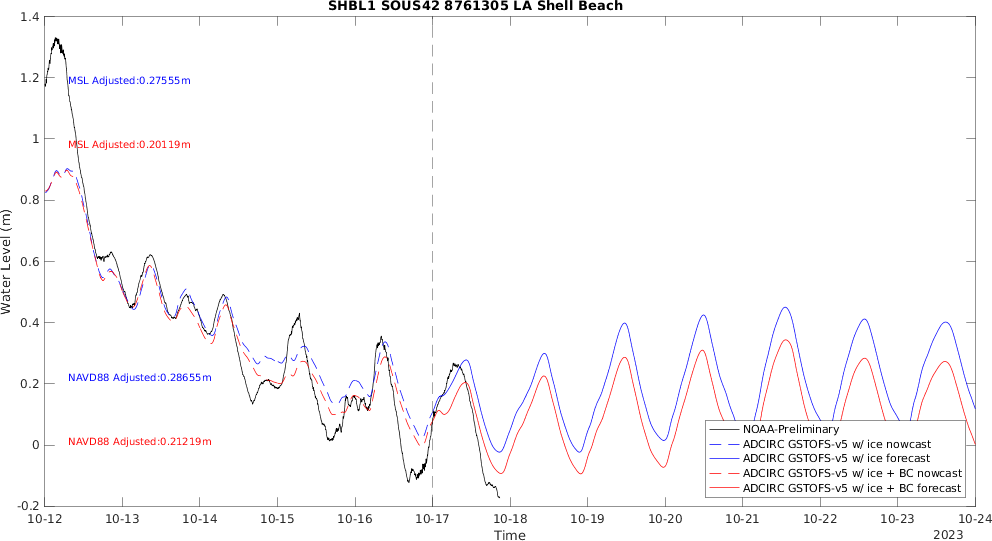 SHBL1 SOUS42 8761305 LA Shell Beach
Water Level (m)
1.4
1.2
1
0.8
0.6
0.4
0.2
0
-0.2
MSL Adjusted:0.27555m
MSL Adjusted:0.20119m
NAVD88 Adjusted:0.28655m
NAVD88 Adjusted:0.21219m
NOAA-Preliminary
ADCIRC GSTOFS-v5 w/ ice nowcast
ADCIRC GSTOFS-v5 w/ ice forecast
ADCIRC GSTOFS-v5 w/ ice + BC nowcast
ADCIRC GSTOFS-v5 w/ ice + BC forecast
10-12 10-13 10-14 10-15 10-16 10-17 10-18 10-19 10-20 10-21 10-22 10-23 10-24
Time
2023